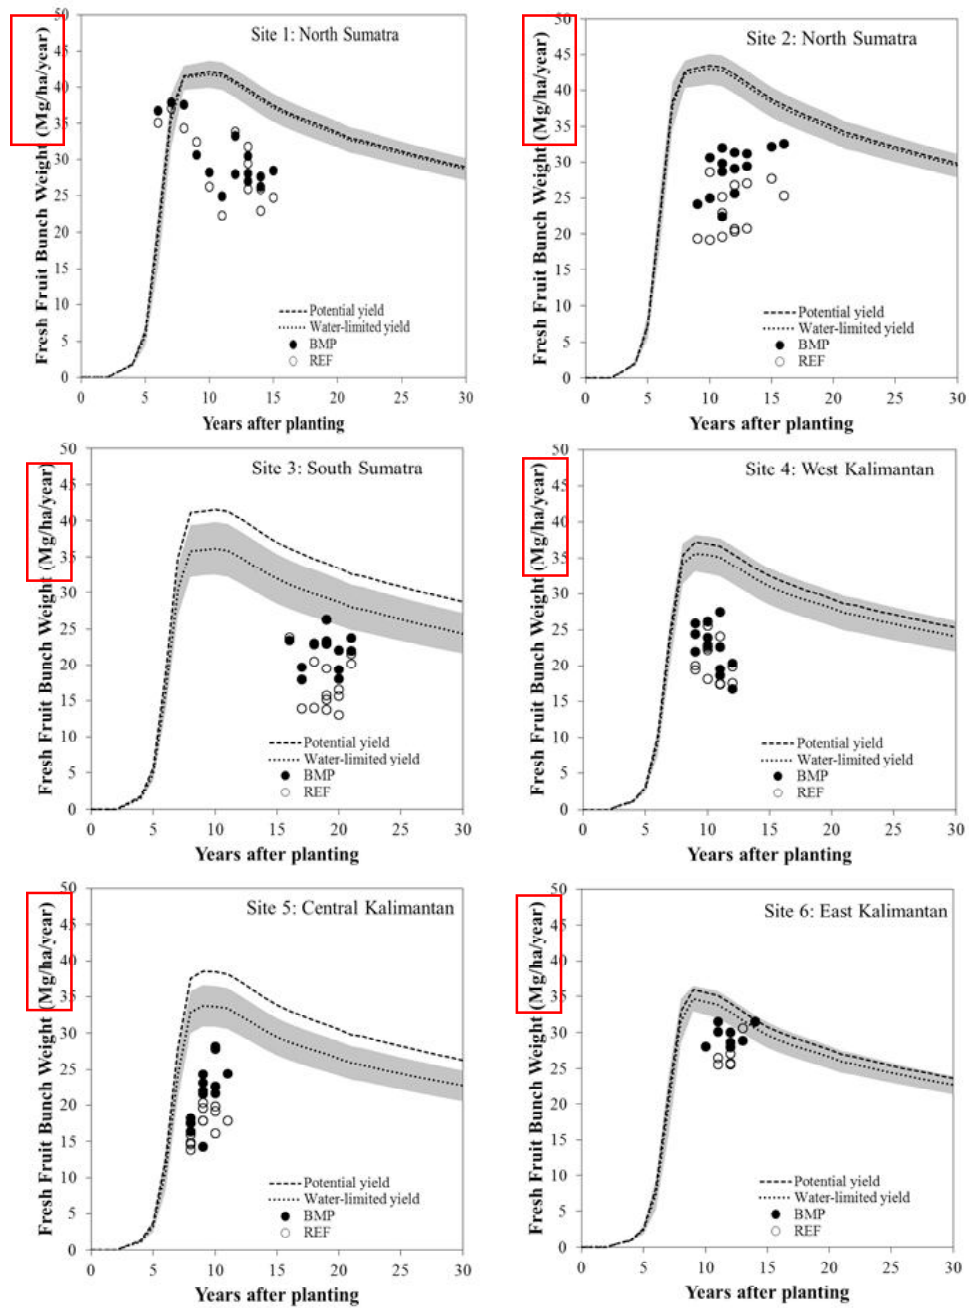 Site 1: North Sumatra
Fresh Fruit Bunch Weight (Mg/ha/year)
50
45
40
35
30
25
20
15
10
5
0
Potential yield
Water-limited yield
BMP
REF
0 5 10 15 20 25 30
Years after planting
Site 2: North Sumatra
Fresh Fruit Bunch Weight (Mg/ha/year)
50
45
40
35
30
25
20
15
10
5
0
Potential yield
Water-limited yield
BMP
REF
0 5 10 15 20 25 30
Years after planting
Site 3: South Sumatra
Fresh Fruit Bunch Weight (Mg/ha/year)
50
45
40
35
30
25
20
15
10
5
0
Potential yield
Water-limited yield
BMP
REF
0 5 10 15 20 25 30
Years after planting
Site 4: West Kalimantan
Fresh Fruit Bunch Weight (Mg/ha/year)
50
45
40
35
30
25
20
15
10
5
0
Potential yield
Water-limited yield
BMP
REF
0 5 10 15 20 25 30
Years after planting
Site 5: Central Kalimantan
Fresh Fruit Bunch Weight (Mg/ha/year)
50
45
40
35
30
25
20
15
10
5
0
Potential yield
Water-limited yield
BMP
REF
0 5 10 15 20 25 30
Years after planting
Site 6: East Kalimantan
Fresh Fruit Bunch Weight (Mg/ha/year)
50
45
40
35
30
25
20
15
10
5
0
Potential yield
Water-limited yield
BMP
REF
0 5 10 15 20 25 30
Years after planting